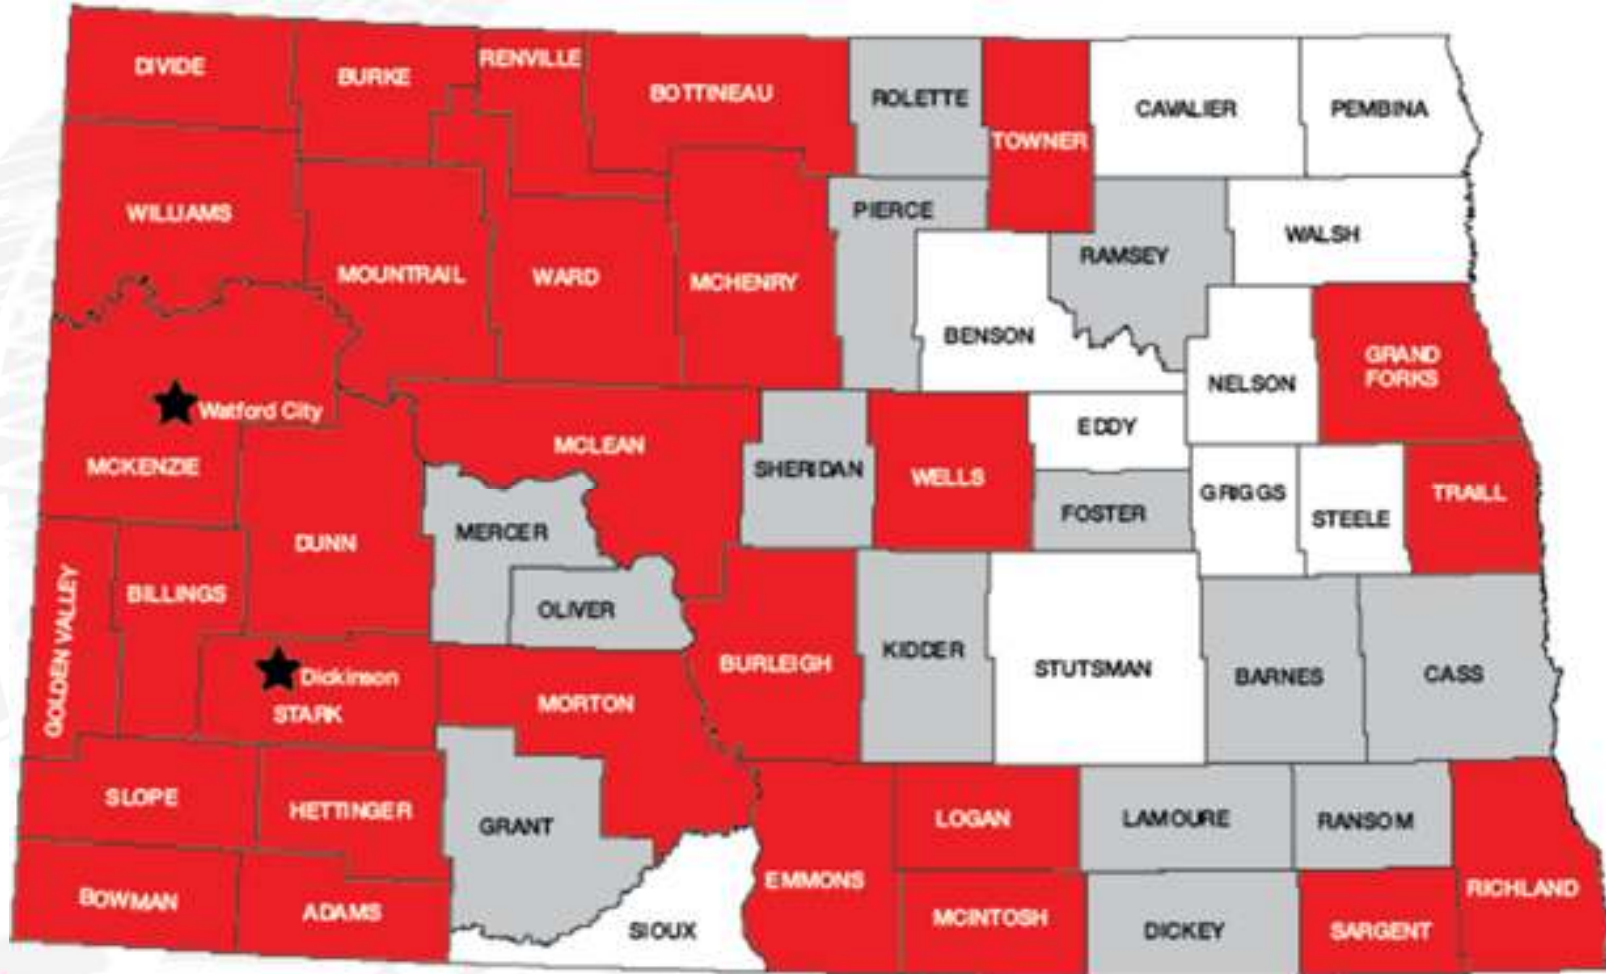 DIVIDE
BURKE
RENVILLE
BOTTINEAU
ROLETTE
TOWNER
CAVALIER
PEMBINA
WILLIAMS
MOUNTRAIL
WARD
MCHENRY
PIERCE
RAMSEY
WALSH
BENSON
NELSON
GRAND
FORKS
Watford City
MCKENZIE
MCLEAN
SHERIDAN
WELLS
EDDY
FOSTER
GRIGGS
STEELE
TRAILL
GOLDEN VALLEY
BILLINGS
DUNN
MERCER
OLIVER
BURLEIGH
KIDDER
STUTSMAN
BARNES
CASS
Dickinson
STARK
MORTON
SLOPE
HETTINGER
GRANT
LOGAN
LAMOURE
RANSOM
BOWMAN
ADAMS
SIOUX
EMMONS
MCINTOSH
DICKEY
SARGENT
RICHLAND